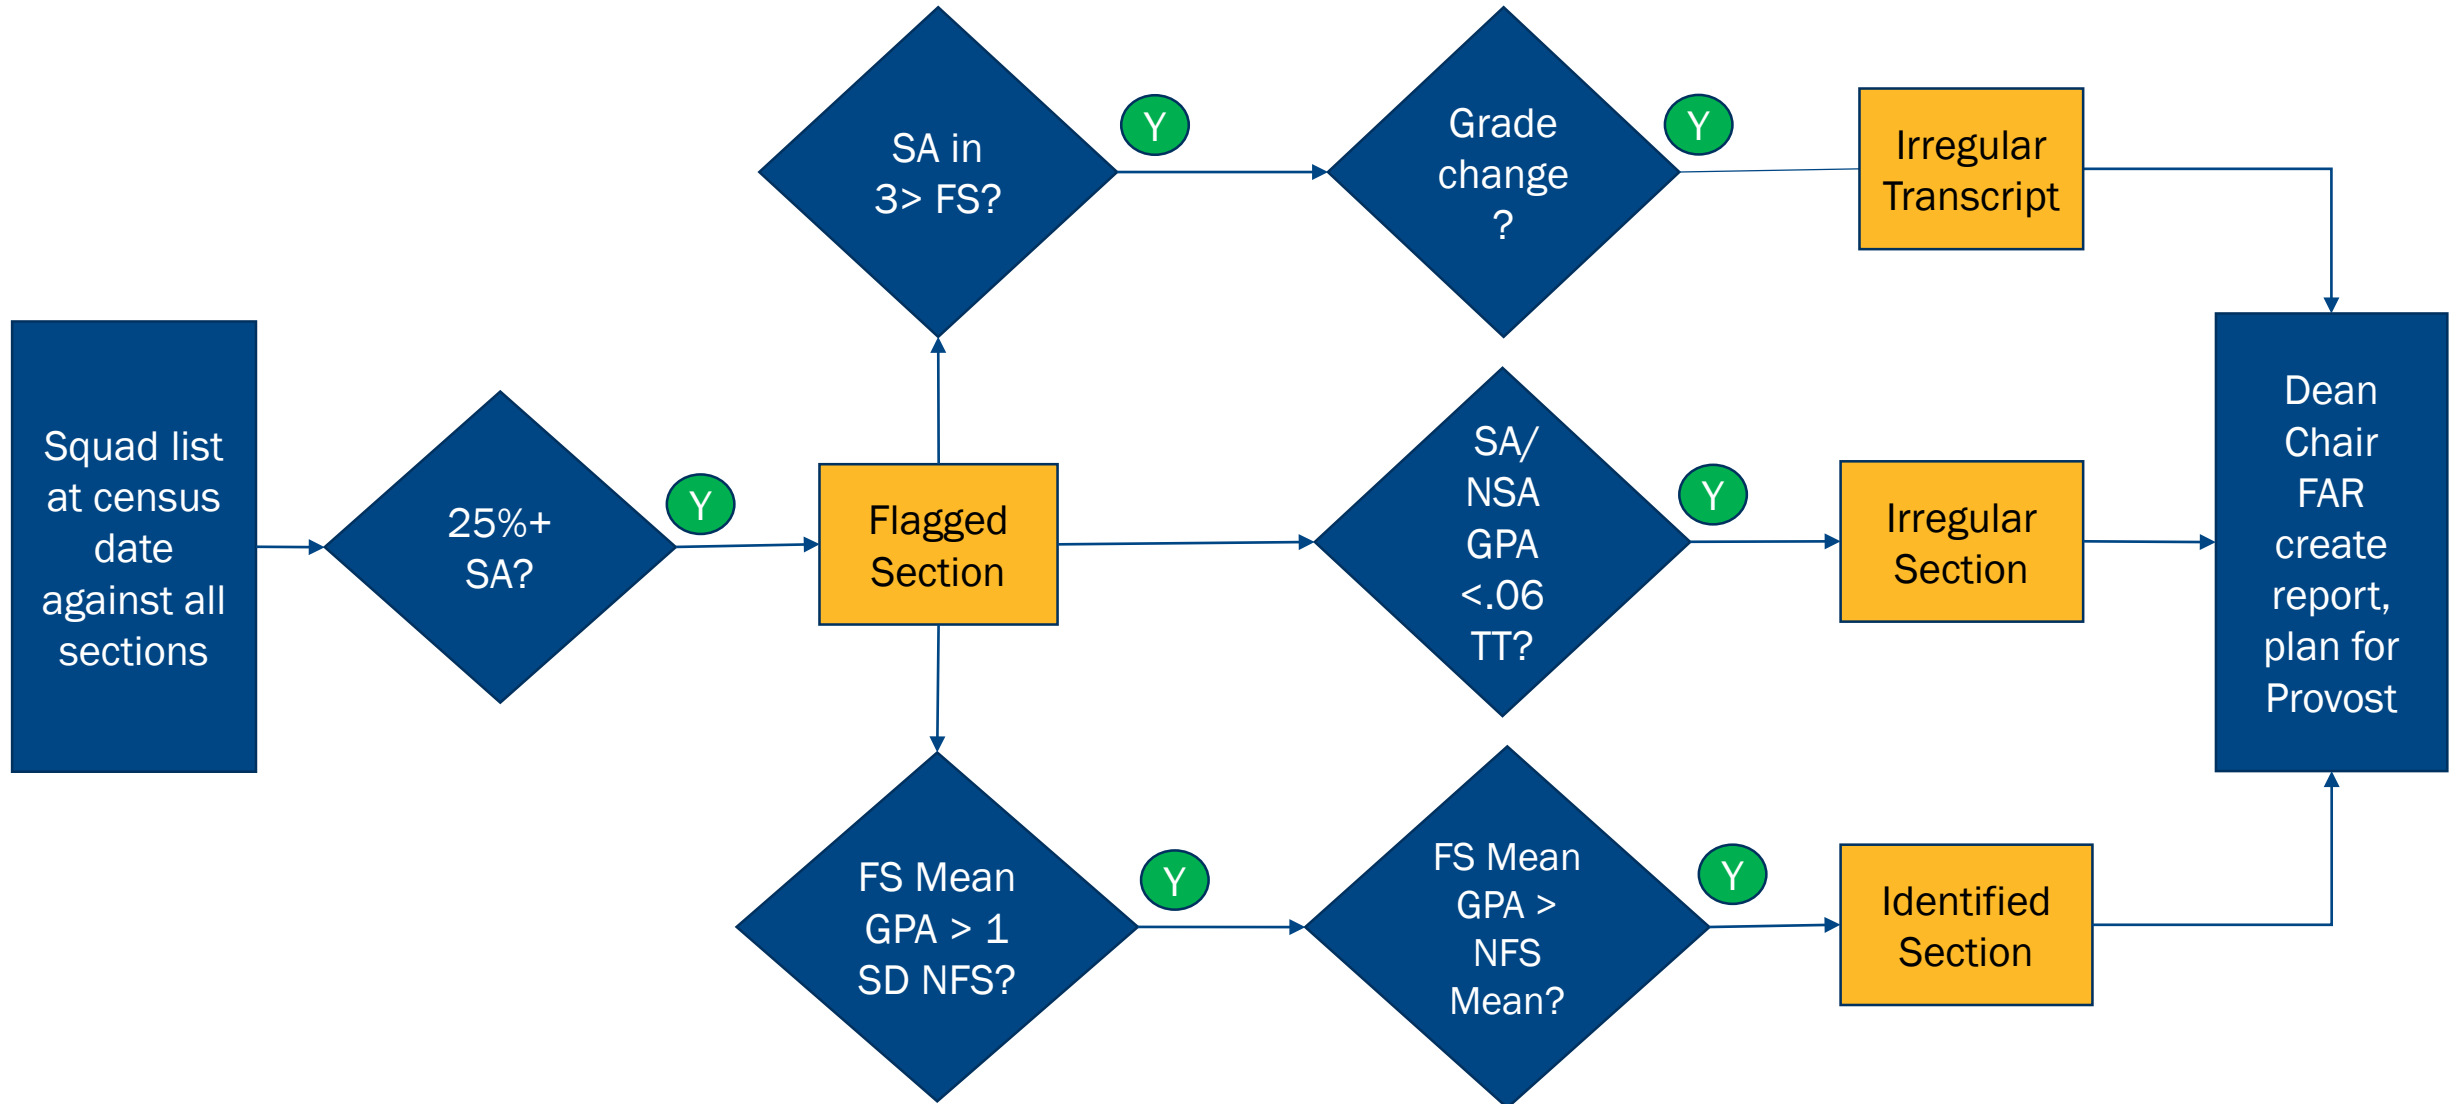 Squad list
at census
date
against all
sections
25%+
SA?
Y
Flagged
Section
SA in
3> FS?
Y
Grade
change
?
Y
Irregular
Transcript
SA/
NSA
GPA
<.06
TT?
Y
Irregular
Section
FS Mean
GPA > 1
SD NFS?
Y
FS Mean
GPA >
NFS
Mean?
Y
Identified
Section
Dean
Chair
FAR
create
report,
plan for
Provost